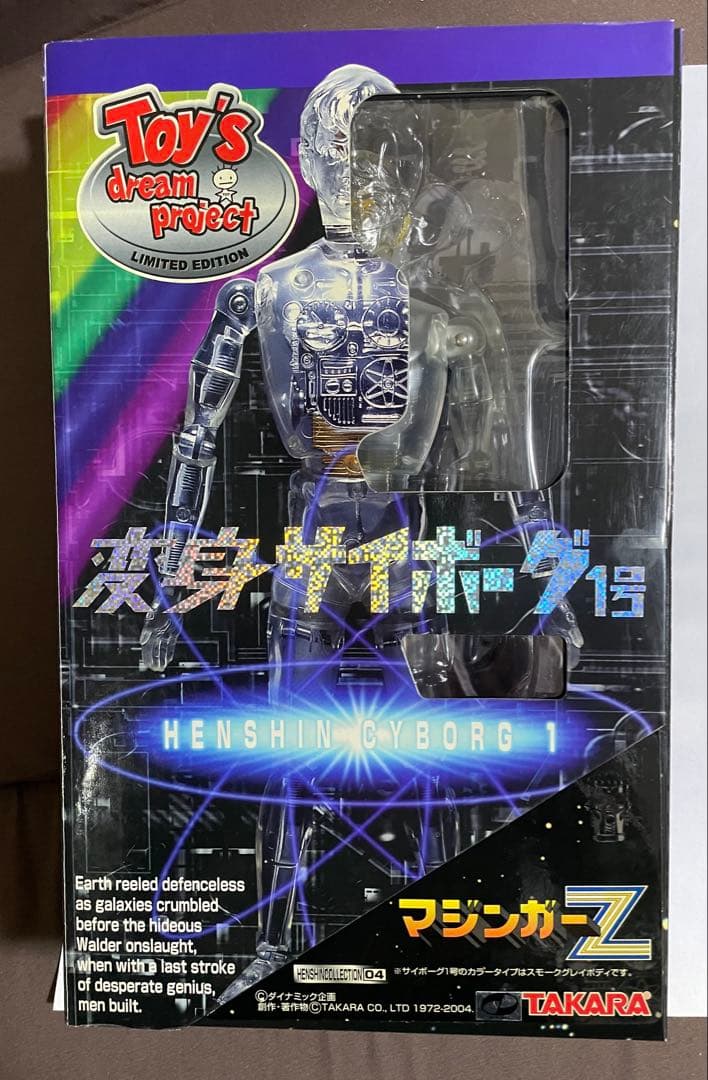 Toy's
dream
project
LIMITED EDITION
変身サイボーグ1号
HENSHIN CYBORG 1
Earth reeled defenceless
as galaxies crumbled
before the hideous
Walder onslaught,
when with a last stroke
of desperate genius,
men built.
マジンガーZ
HENSHINCOLLECTION 04
※サイボーグ1号のカラータイプはスモークグレイボディです。
©ダイナミック企画
創作・著作物©TAKARA CO., LTD 1972-2004.
TAKARA